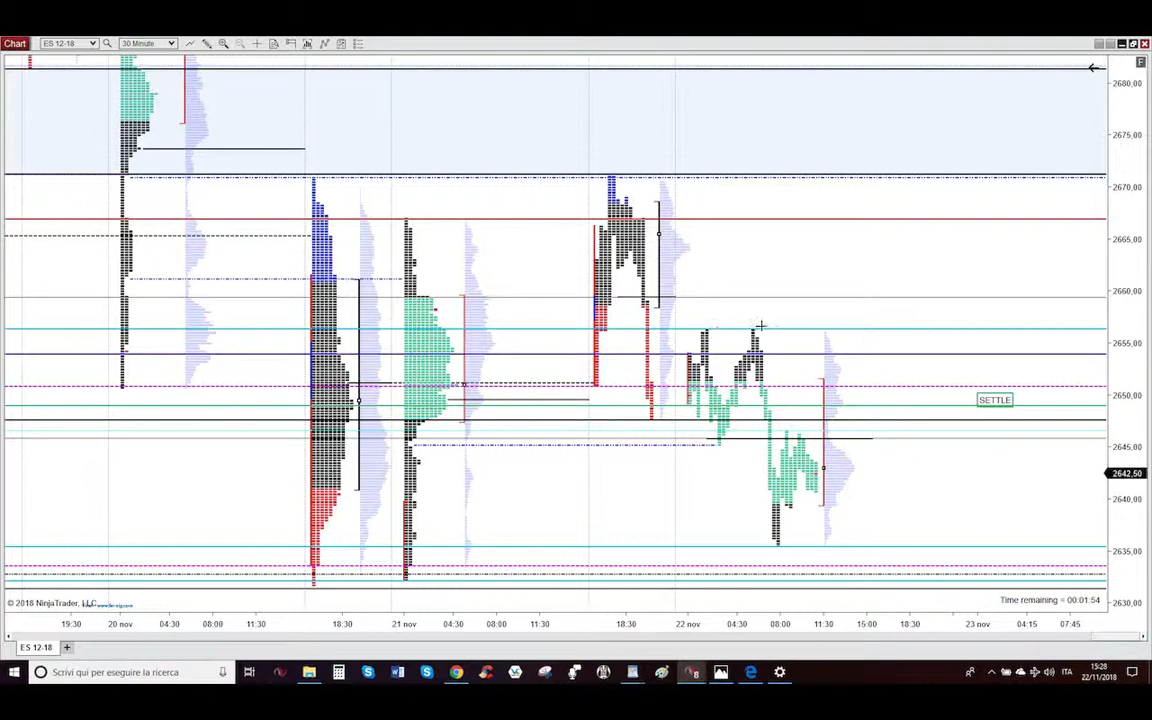 Chart ES 12-18 30 Minute
F
2680,00
2675,00
2670,00
2665,00
2660,00
2655,00
2650,00
SETTLE
2645,00
2642,50
2640,00
2635,00
2630,00
Time remaining = 00:01:54
© 2018 NinjaTrader, LLC
19:30 20 nov 04:30 08:00 11:30 18:30 21 nov 04:30 08:00 11:30 18:30 22 nov 04:30 08:00 11:30 15:00 18:30 23 nov 04:15 07:45
ES 12-18
Scrivi qui per eseguire la ricerca
8
ITA
15:28
22/11/2018